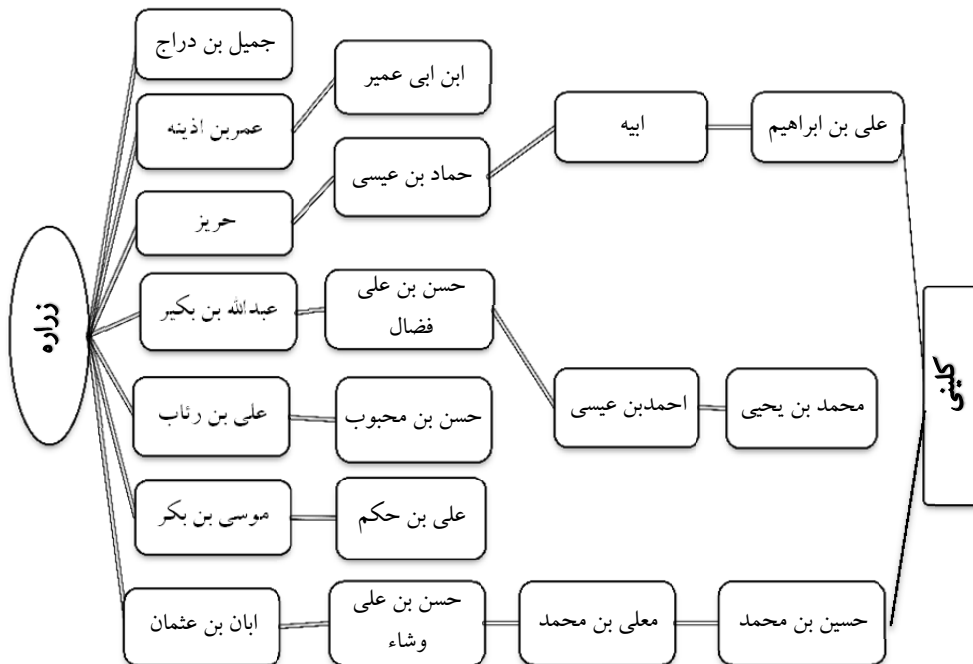 جمیل بن دراج
ابن ابی عمیر
عمربن اذینه
ابیه
علی بن ابراهیم
حماد بن عیسی
حریز
زراره
عبدالله بن بکیر
حسن بن علی
فضال
کلینی
علی بن رئاب
حسن بن محبوب
احمدبن عیسی
محمد بن یحیی
موسی بن بکر
علی بن حکم
ابان بن عثمان
حسن بن علی
وشاء
معلی بن محمد
حسین بن محمد